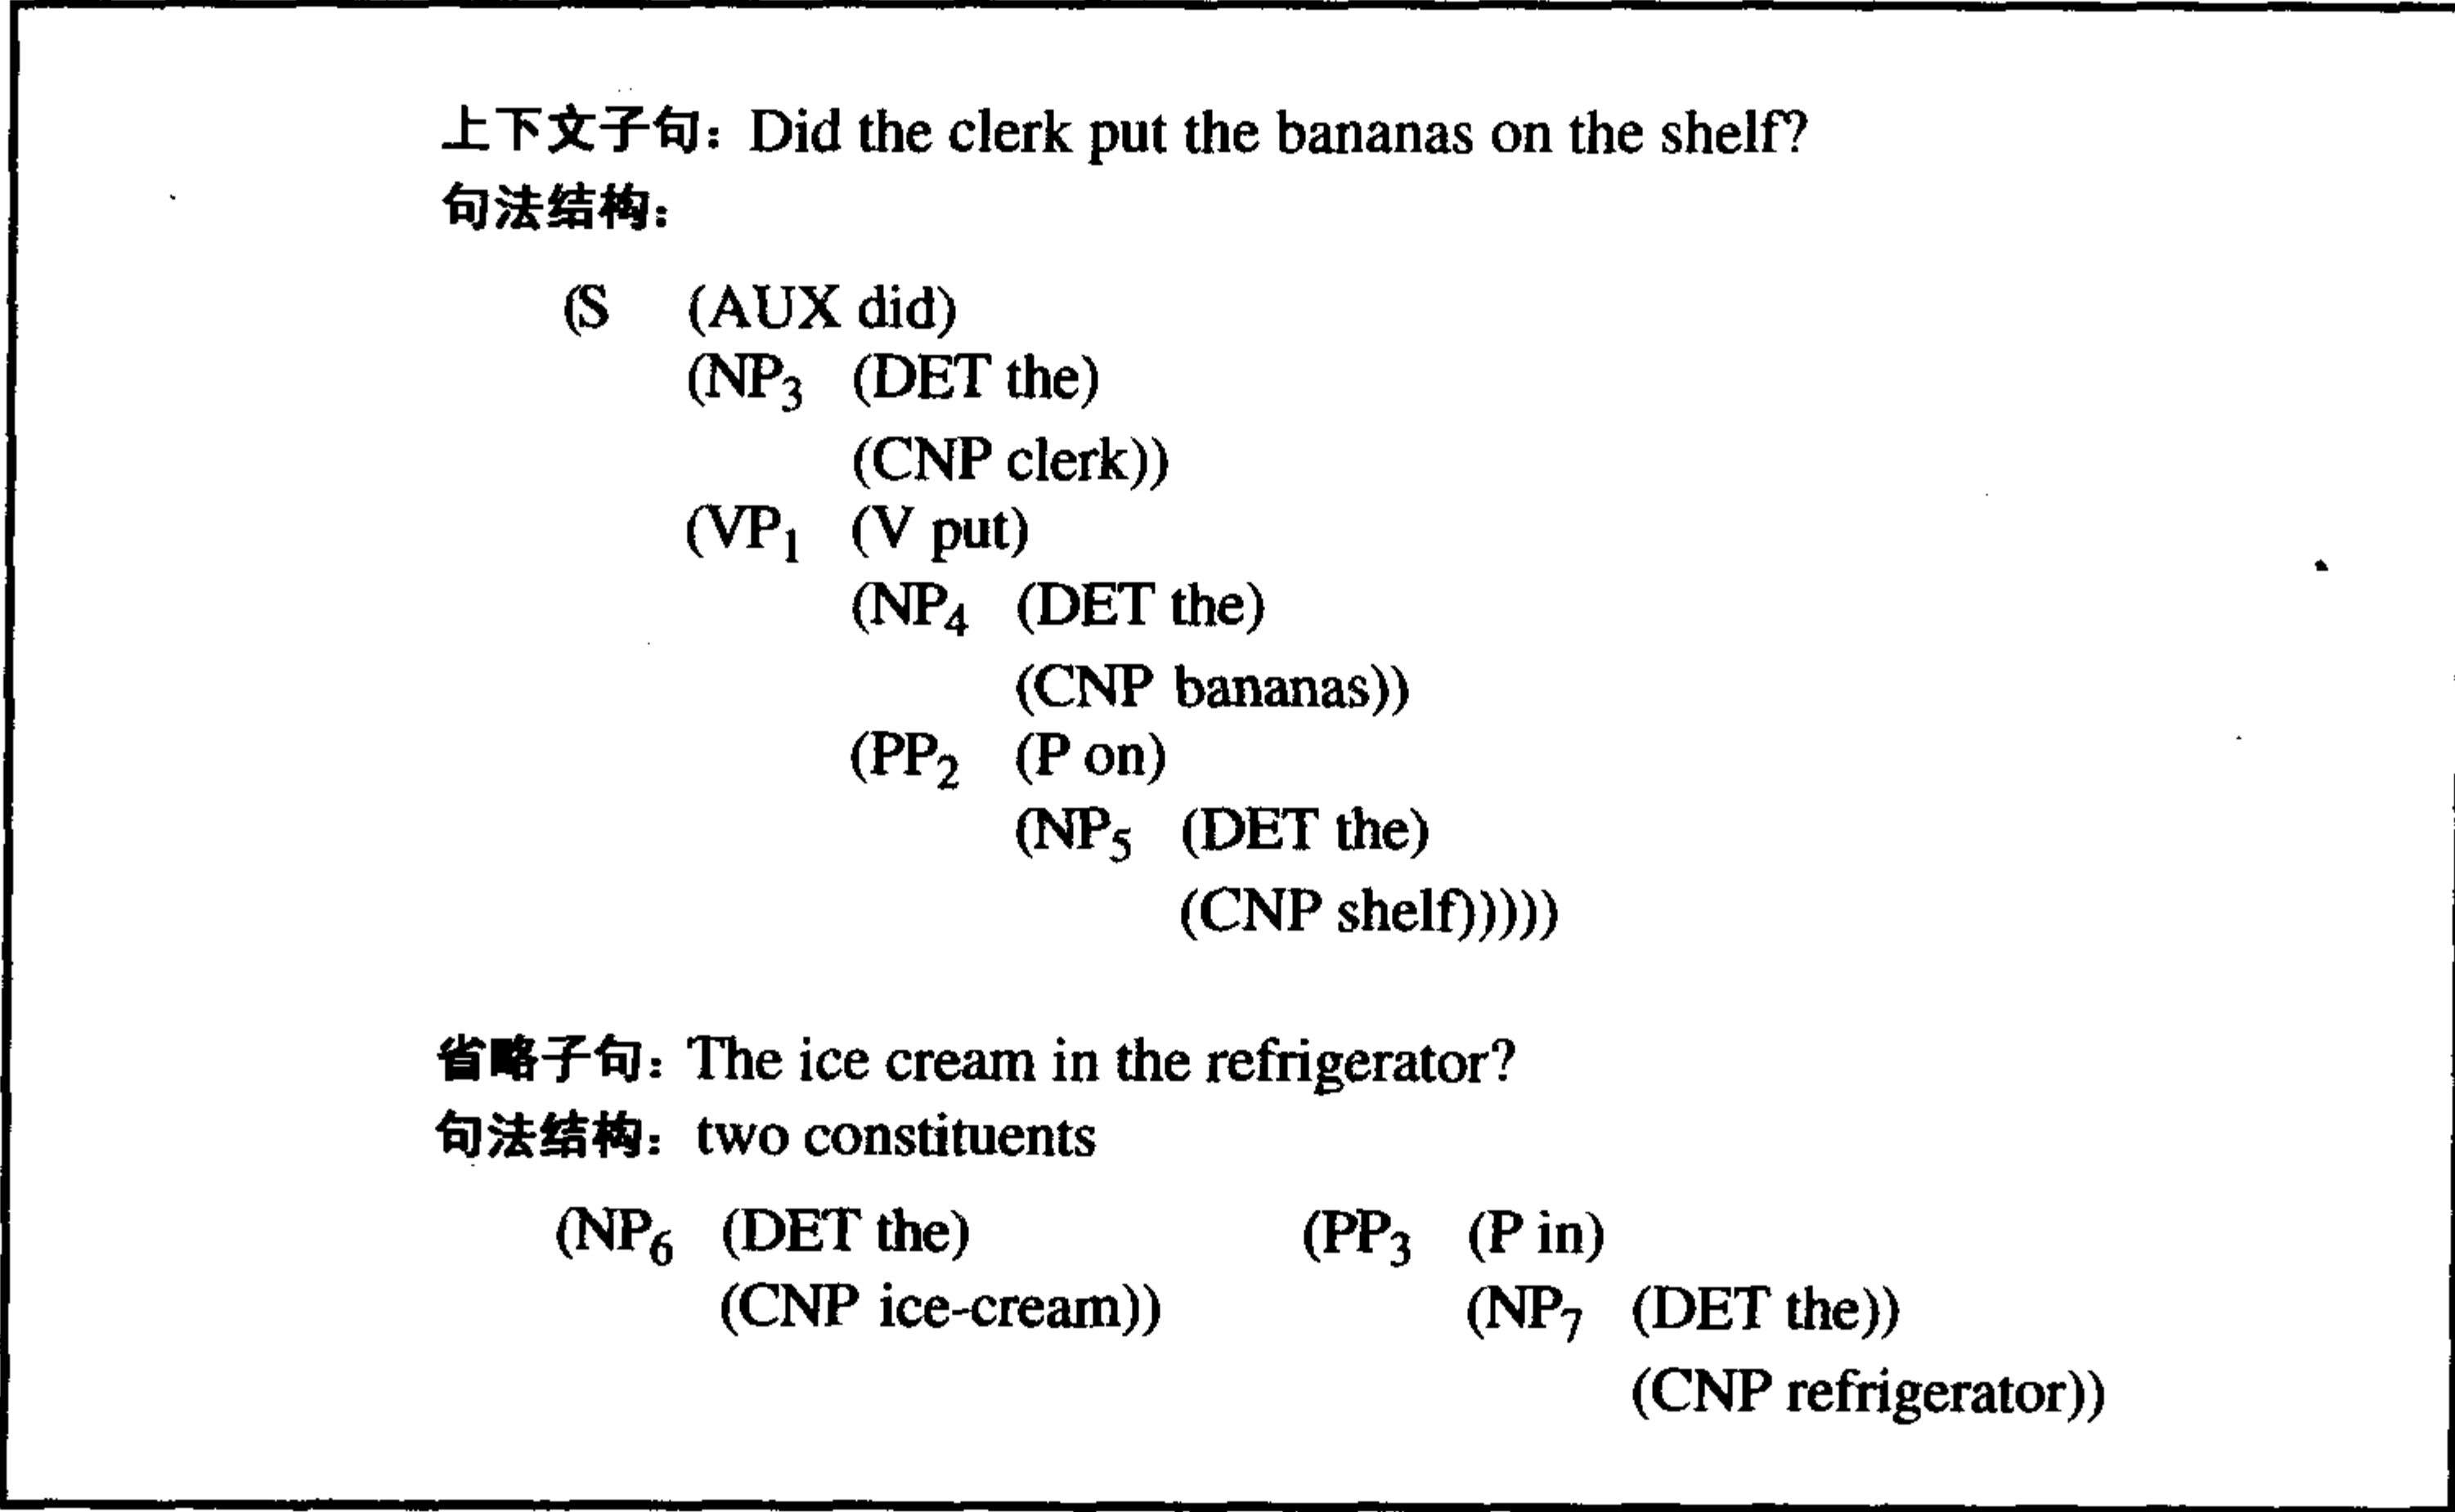 上下文子句：Did the clerk put the bananas on the shelf?
句法结构：
(S (AUX did)
(NP₃ (DET the)
(CNP clerk))
(VP₁ (V put)
(NP₄ (DET the)
(CNP bananas))
(PP₂ (P on)
(NP₅ (DET the)
(CNP shelf)))))
省略子句：The ice cream in the refrigerator?
句法结构：two constituents
(NP₆ (DET the) (PP₃ (P in)
(CNP ice-cream)) (NP₇ (DET the))
(CNP refrigerator))